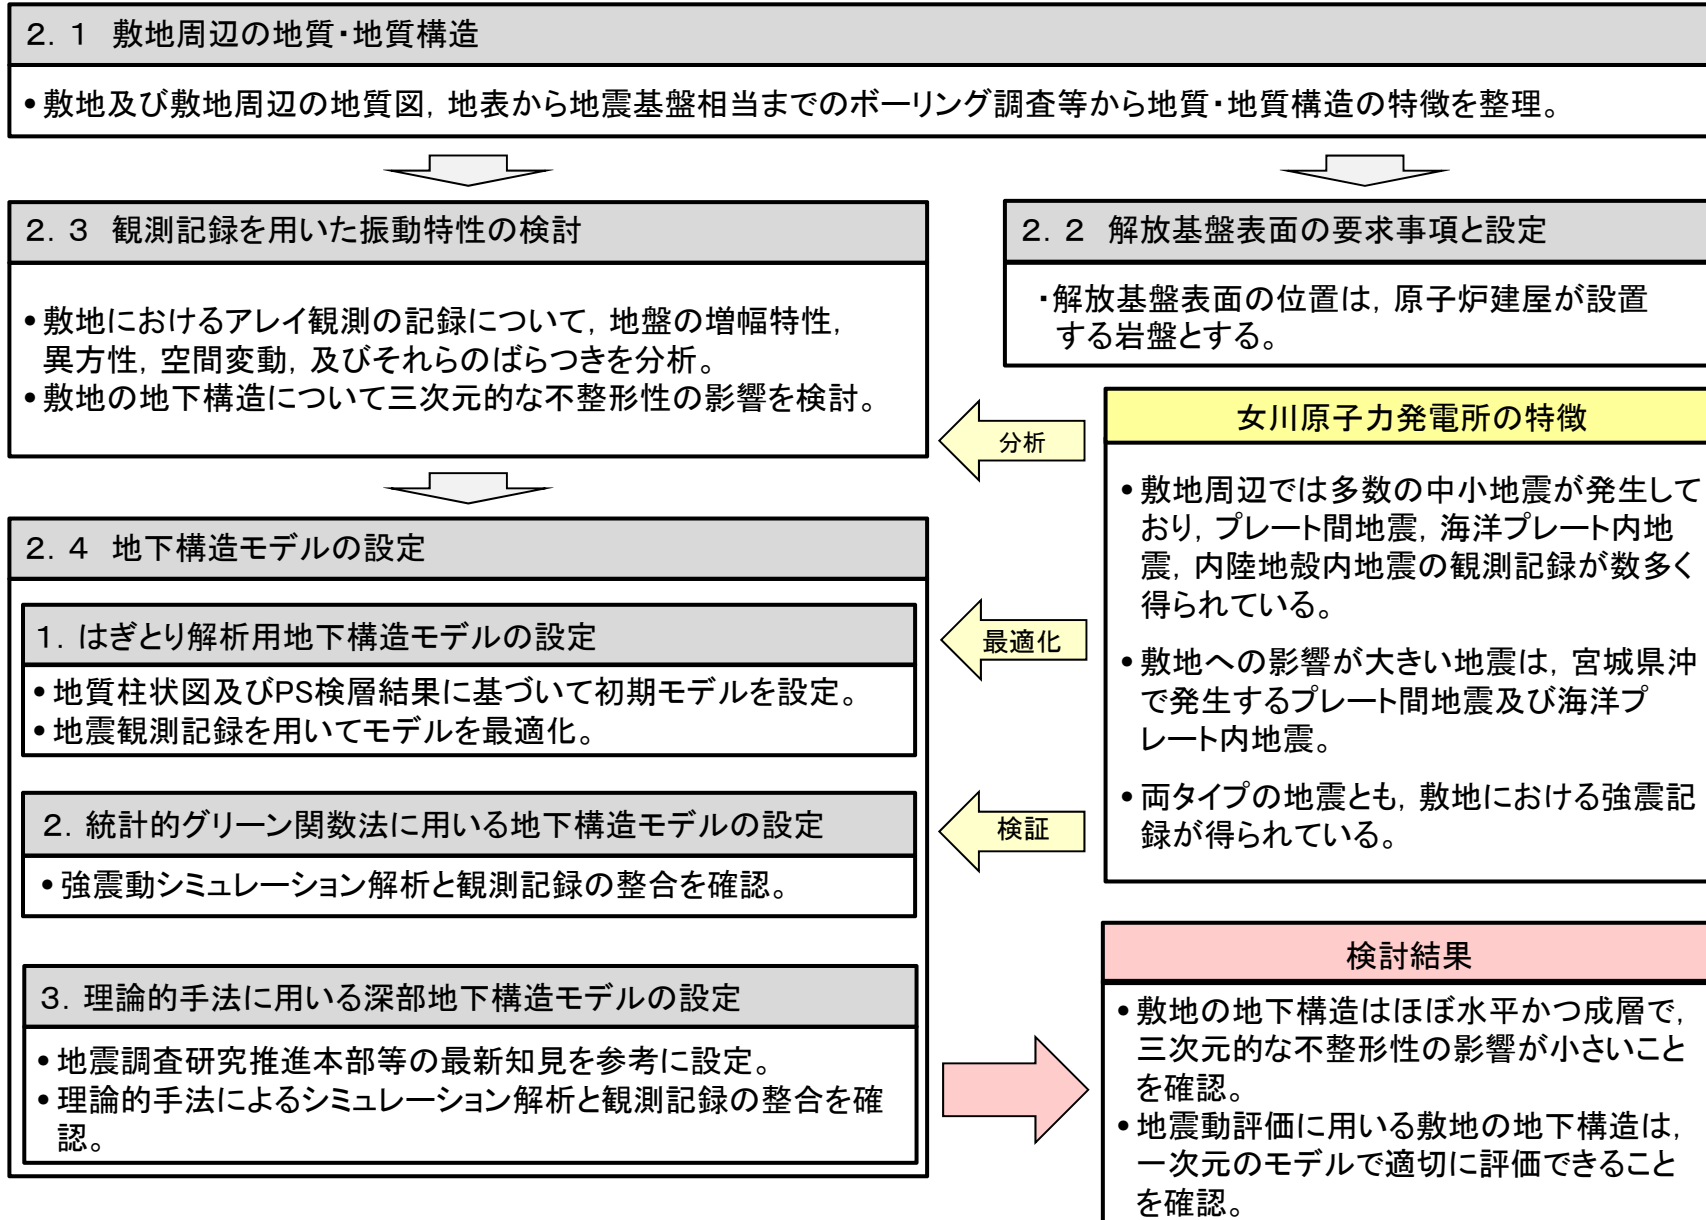 2．1　敷地周辺の地質・地質構造
•敷地及び敷地周辺の地質図，地表から地震基盤相当までのボーリング調査等から地質・地質構造の特徴を整理。
2．3　観測記録を用いた振動特性の検討
•敷地におけるアレイ観測の記録について，地盤の増幅特性，
異方性，空間変動，及びそれらのばらつきを分析。
•敷地の地下構造について三次元的な不整形性の影響を検討。
2．2　解放基盤表面の要求事項と設定
・解放基盤表面の位置は，原子炉建屋が設置
する岩盤とする。
分析
女川原子力発電所の特徴
•敷地周辺では多数の中小地震が発生して
おり，プレート間地震，海洋プレート内地
震，内陸地殻内地震の観測記録が数多く
得られている。
•敷地への影響が大きい地震は，宮城県沖
で発生するプレート間地震及び海洋プ
レート内地震。
•両タイプの地震とも，敷地における強震記
録が得られている。
2．4　地下構造モデルの設定
1．はぎとり解析用地下構造モデルの設定
•地質柱状図及びPS検層結果に基づいて初期モデルを設定。
•地震観測記録を用いてモデルを最適化。
最適化
2．統計的グリーン関数法に用いる地下構造モデルの設定
•強震動シミュレーション解析と観測記録の整合を確認。
検証
3．理論的手法に用いる深部地下構造モデルの設定
•地震調査研究推進本部等の最新知見を参考に設定。
•理論的手法によるシミュレーション解析と観測記録の整合を確
認。
検討結果
•敷地の地下構造はほぼ水平かつ成層で，
三次元的な不整形性の影響が小さいこと
を確認。
•地震動評価に用いる敷地の地下構造は，
一次元のモデルで適切に評価できること
を確認。